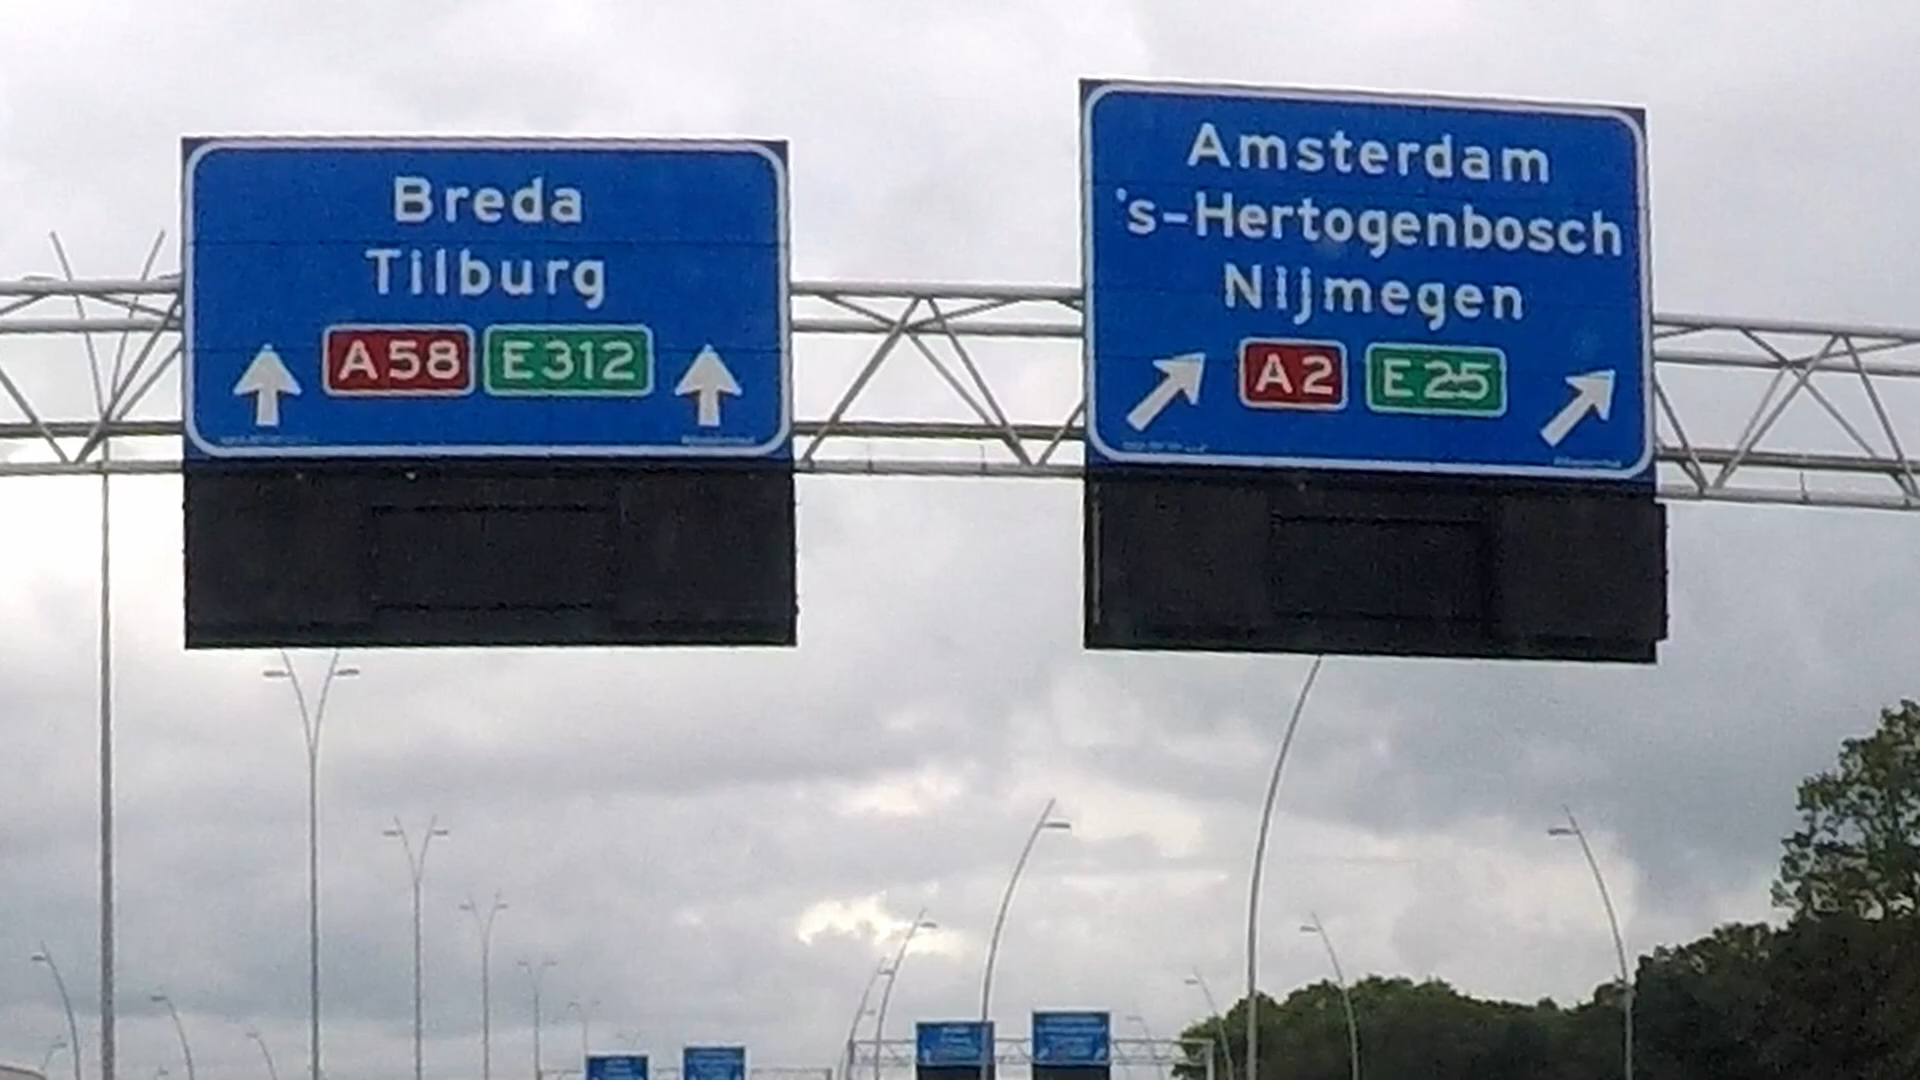 Breda
Tilburg
A58 E312
Amsterdam
's-Hertogenbosch
Nijmegen
A2 E25